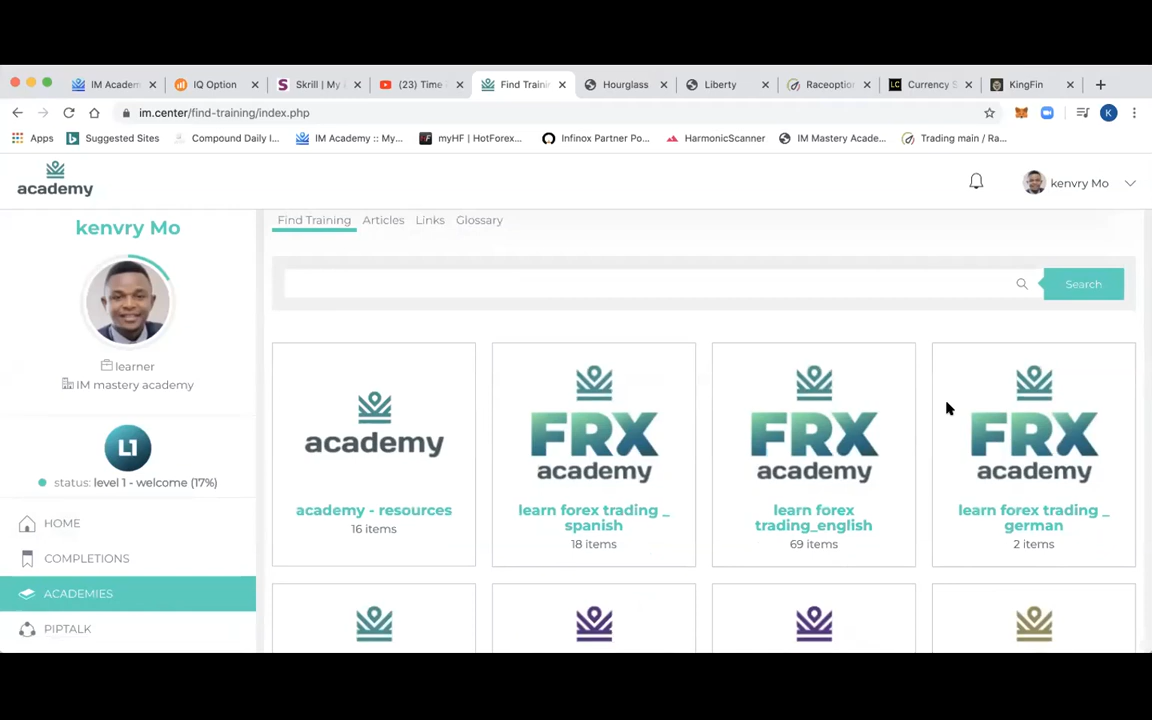 IM Academ
IQ Option
Skrill | My
(23) Time
Find Traini
Hourglass
Liberty
Raceoption
Currency S
KingFin
im.center/find-training/index.php
K
Apps
Suggested Sites
Compound Daily I...
IM Academy :: My...
myHF | HotForex...
Infinox Partner Po...
HarmonicScanner
IM Mastery Acade...
Trading main / Ra...
academy
kenvry Mo
kenvry Mo
Find Training Articles Links Glossary
Search
learner
IM mastery academy
L1
status: level 1 - welcome (17%)
HOME
COMPLETIONS
ACADEMIES
PIPTALK
academy
academy - resources
16 items
FRX
academy
learn forex trading _
spanish
18 items
FRX
academy
learn forex
trading_english
69 items
FRX
academy
learn forex trading _
german
2 items